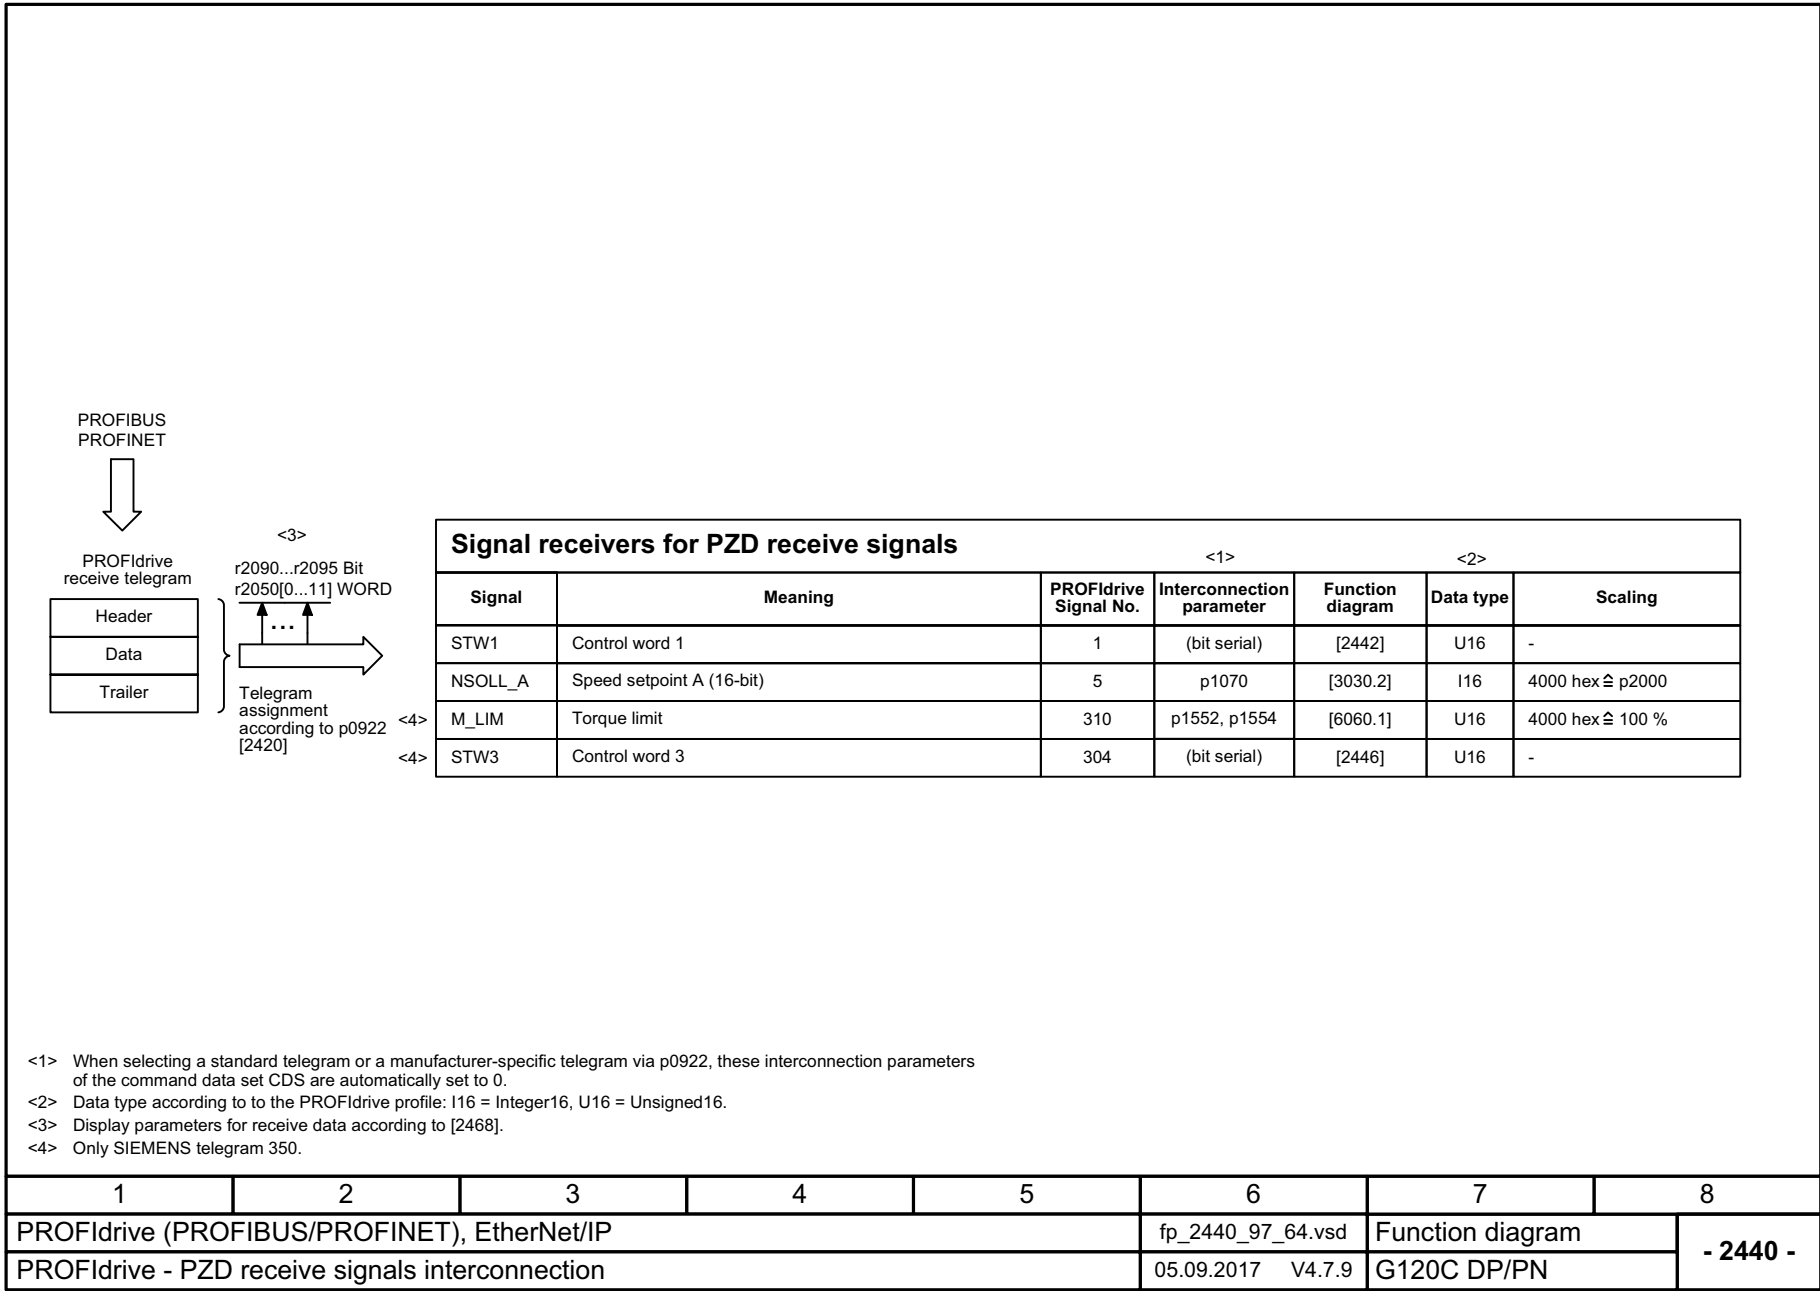 PROFIBUS
PROFINET
PROFIdrive
receive telegram
Header
Data
Trailer
<3>
r2090...r2095 Bit
r2050[0...11] WORD
...
Telegram
assignment
according to p0922
[2420]
Signal receivers for PZD receive signals <1> <2>
Signal Meaning PROFIdrive Signal No. Interconnection parameter Function diagram Data type Scaling
STW1 Control word 1 1 (bit serial) [2442] U16 -
NSOLL_A Speed setpoint A (16-bit) 5 p1070 [3030.2] I16 4000 hex ≙ p2000
<4> M_LIM Torque limit 310 p1552, p1554 [6060.1] U16 4000 hex ≙ 100 %
<4> STW3 Control word 3 304 (bit serial) [2446] U16 -
<1> When selecting a standard telegram or a manufacturer-specific telegram via p0922, these interconnection parameters
of the command data set CDS are automatically set to 0.
<2> Data type according to to the PROFIdrive profile: I16 = Integer16, U16 = Unsigned16.
<3> Display parameters for receive data according to [2468].
<4> Only SIEMENS telegram 350.
1 2 3 4 5 6 7 8
PROFIdrive (PROFIBUS/PROFINET), EtherNet/IP fp_2440_97_64.vsd Function diagram
- 2440 -
PROFIdrive - PZD receive signals interconnection 05.09.2017 V4.7.9 G120C DP/PN